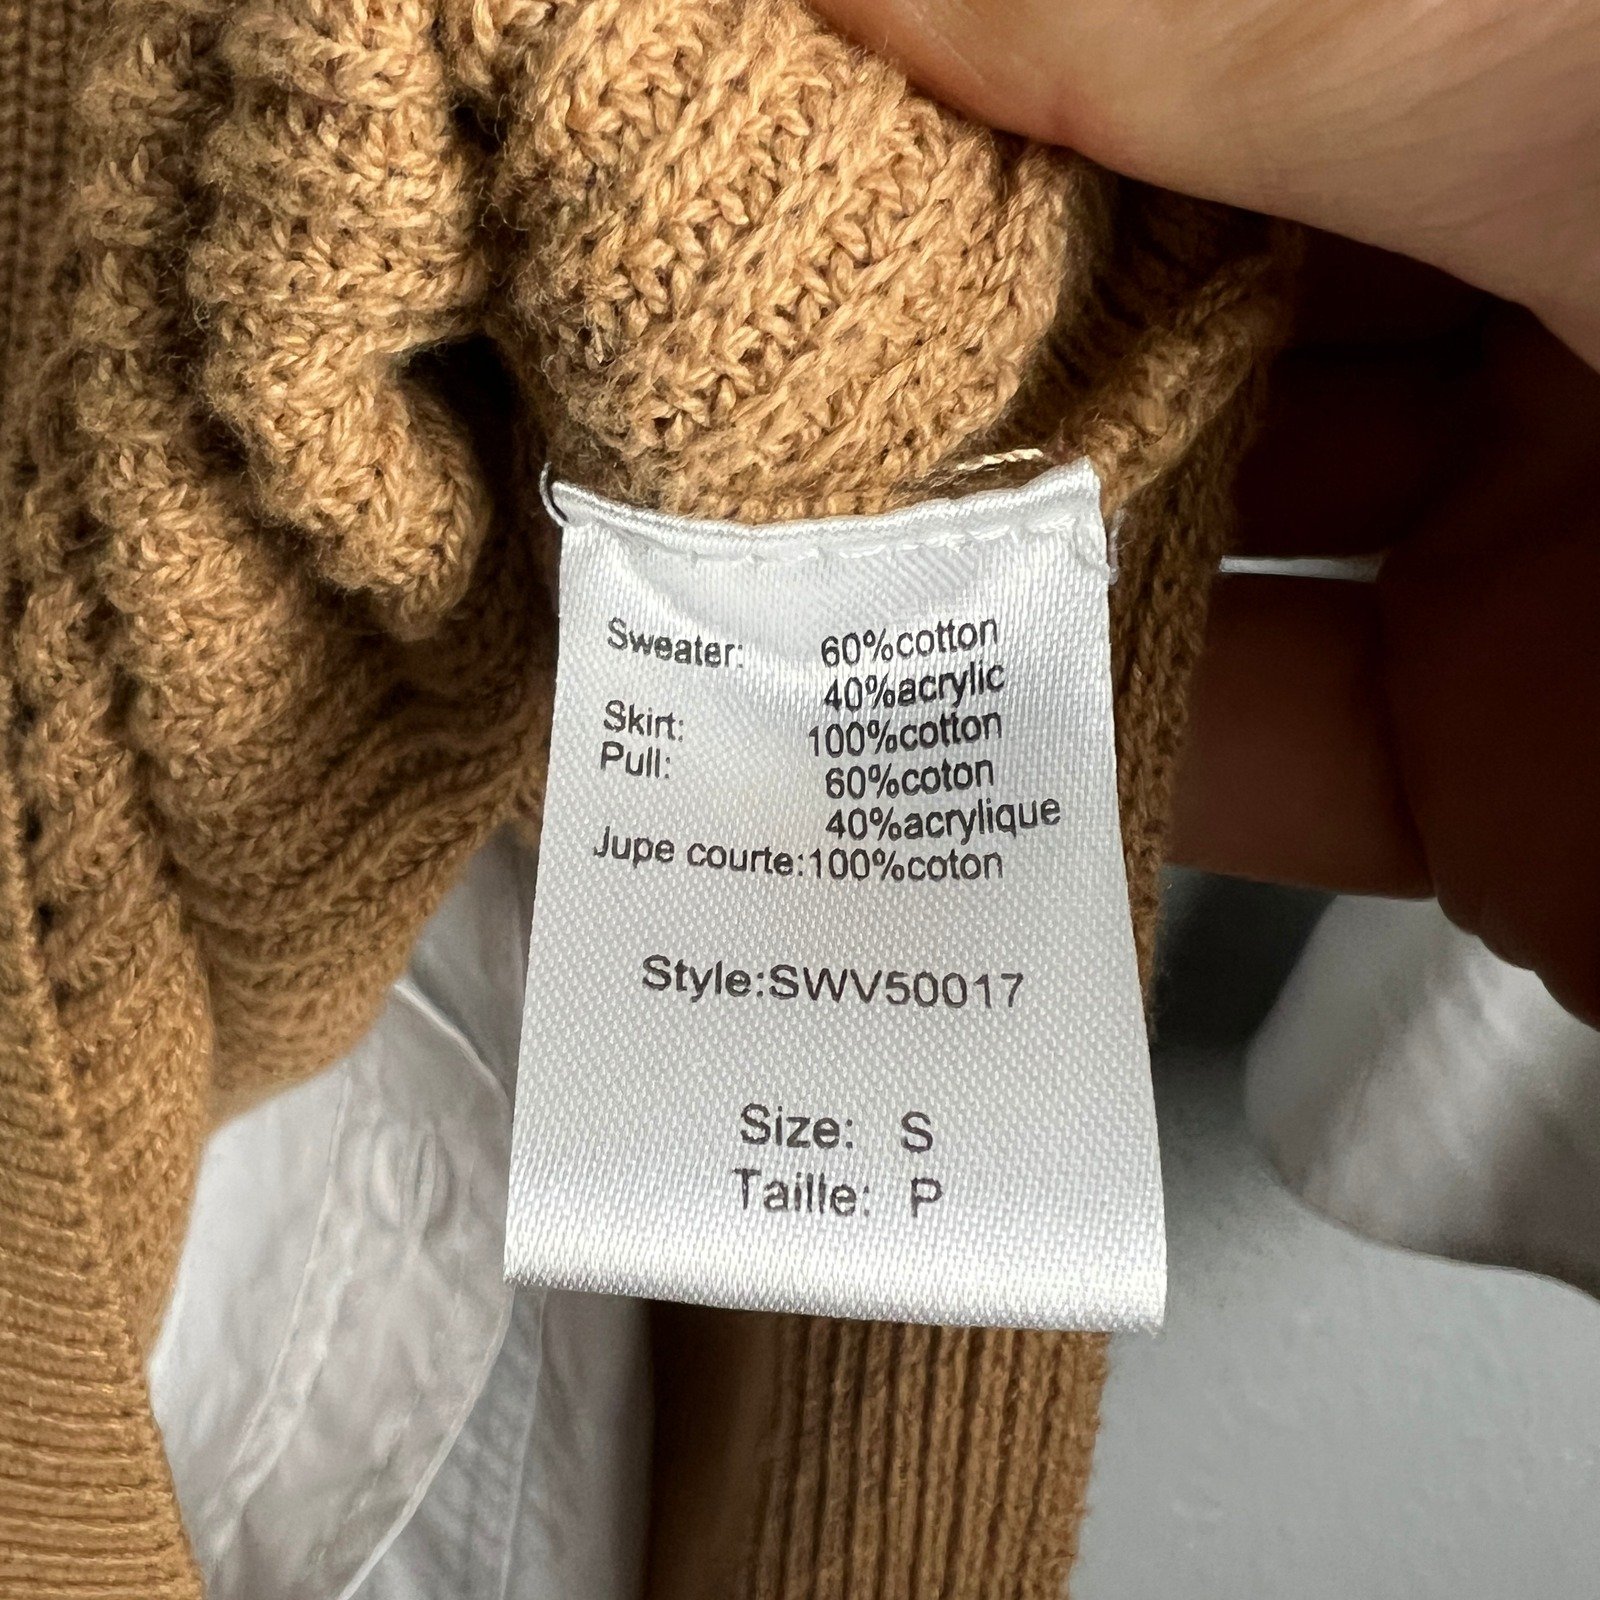 Sweater: 60%cotton
40%acrylic
Skirt: 100%cotton
Pull: 60%coton
40%acrylique
Jupe courte:100%coton
Style:SWV50017
Size: S
Taille: P